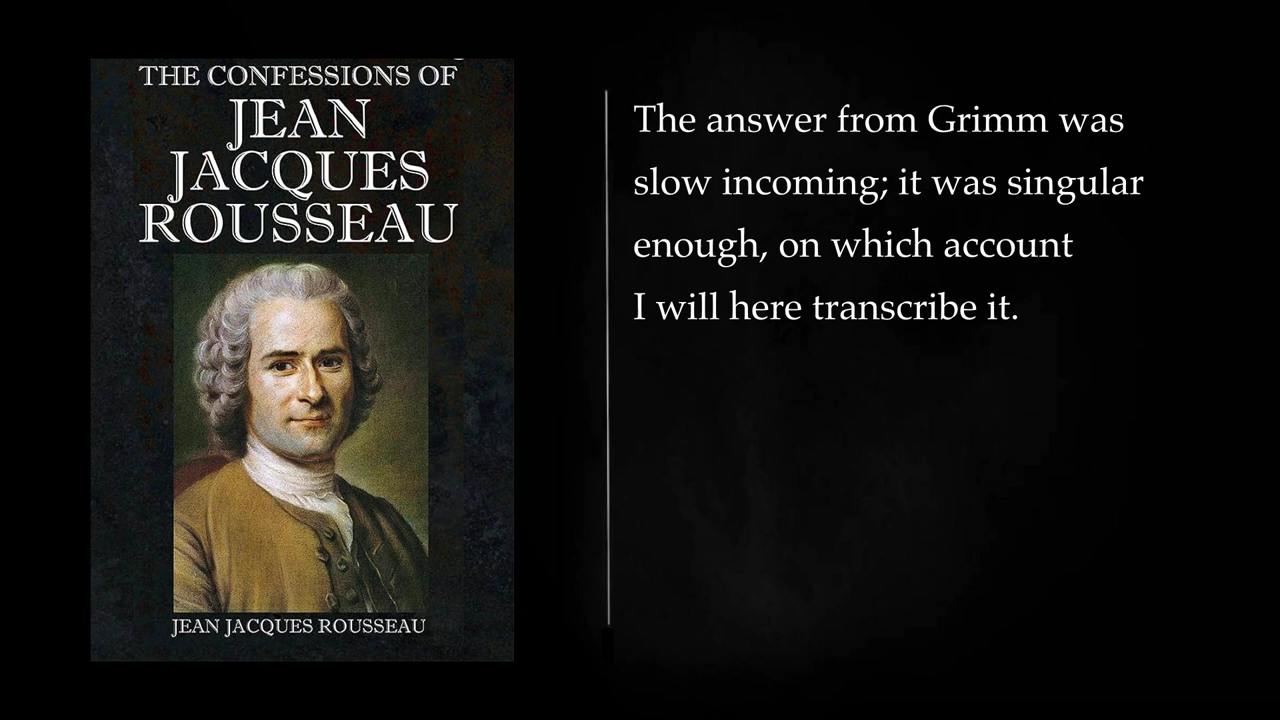 THE CONFESSIONS OF
JEAN
JACQUES
ROUSSEAU
JEAN JACQUES ROUSSEAU
The answer from Grimm was
slow incoming; it was singular
enough, on which account
I will here transcribe it.